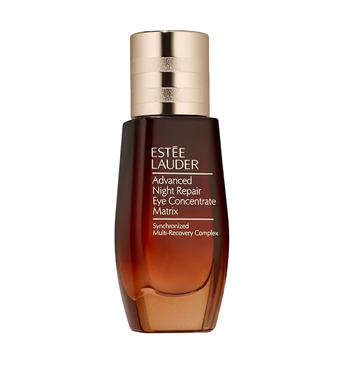 ESTĒE
LAUDER
Advanced
Night Repair
Eye Concentrate
Matrix
Synchronized
Multi-Recovery Complex